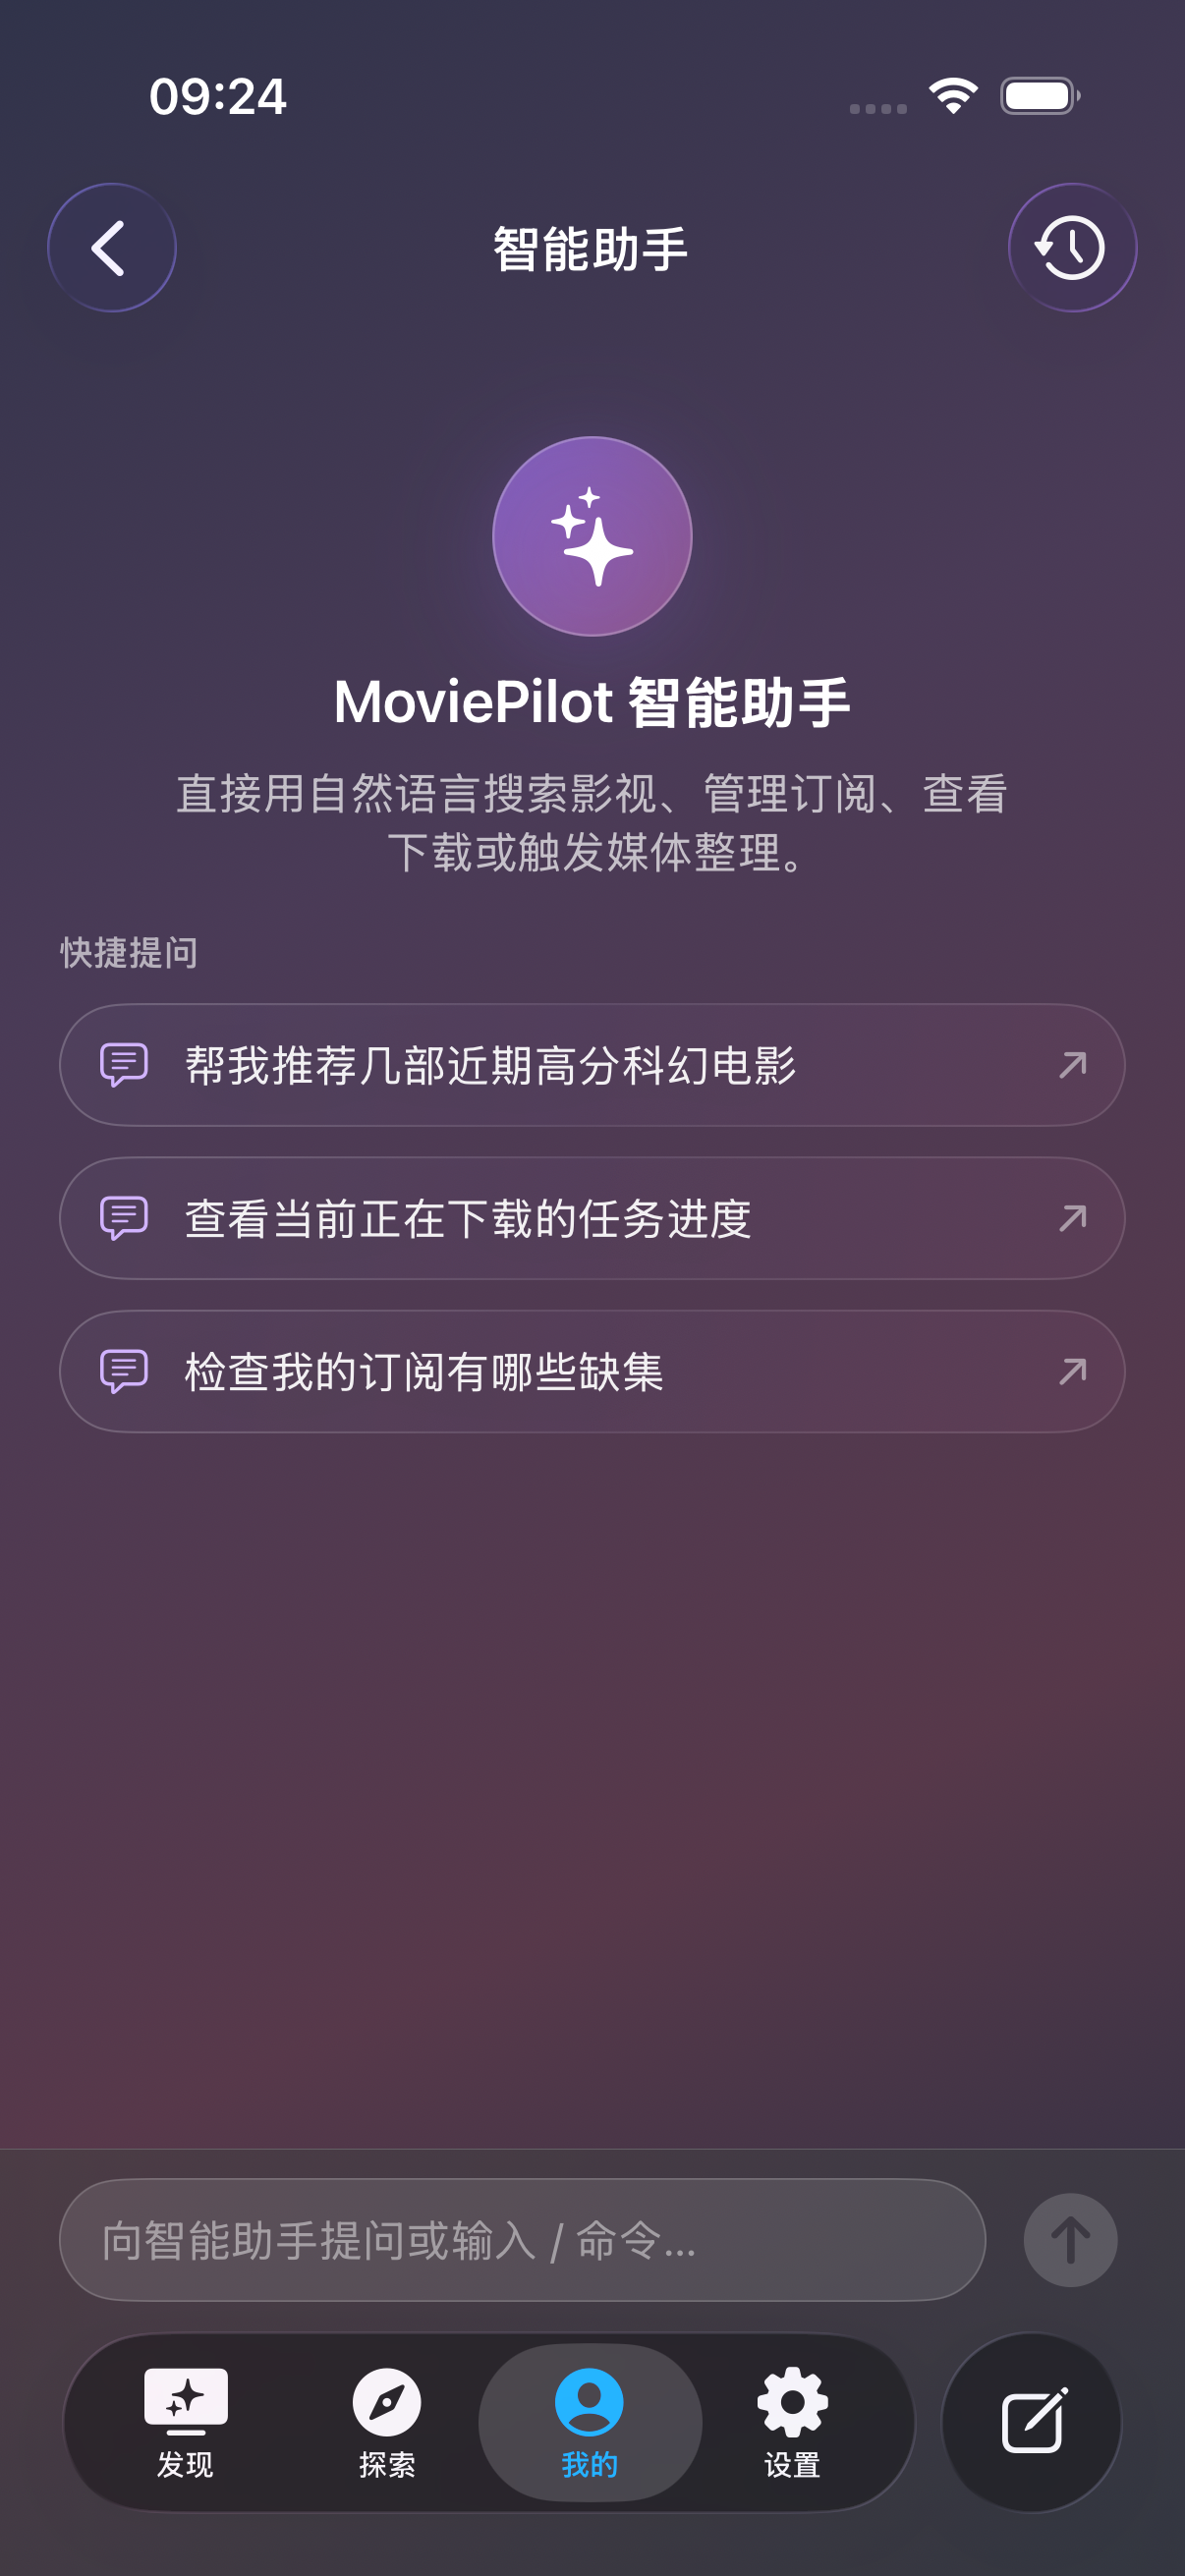 09:24
智能助手
MoviePilot 智能助手
直接用自然语言搜索影视、管理订阅、查看
下载或触发媒体整理。
快捷提问
帮我推荐几部近期高分科幻电影
查看当前正在下载的任务进度
检查我的订阅有哪些缺集
向智能助手提问或输入 / 命令...
发现
探索
我的
设置